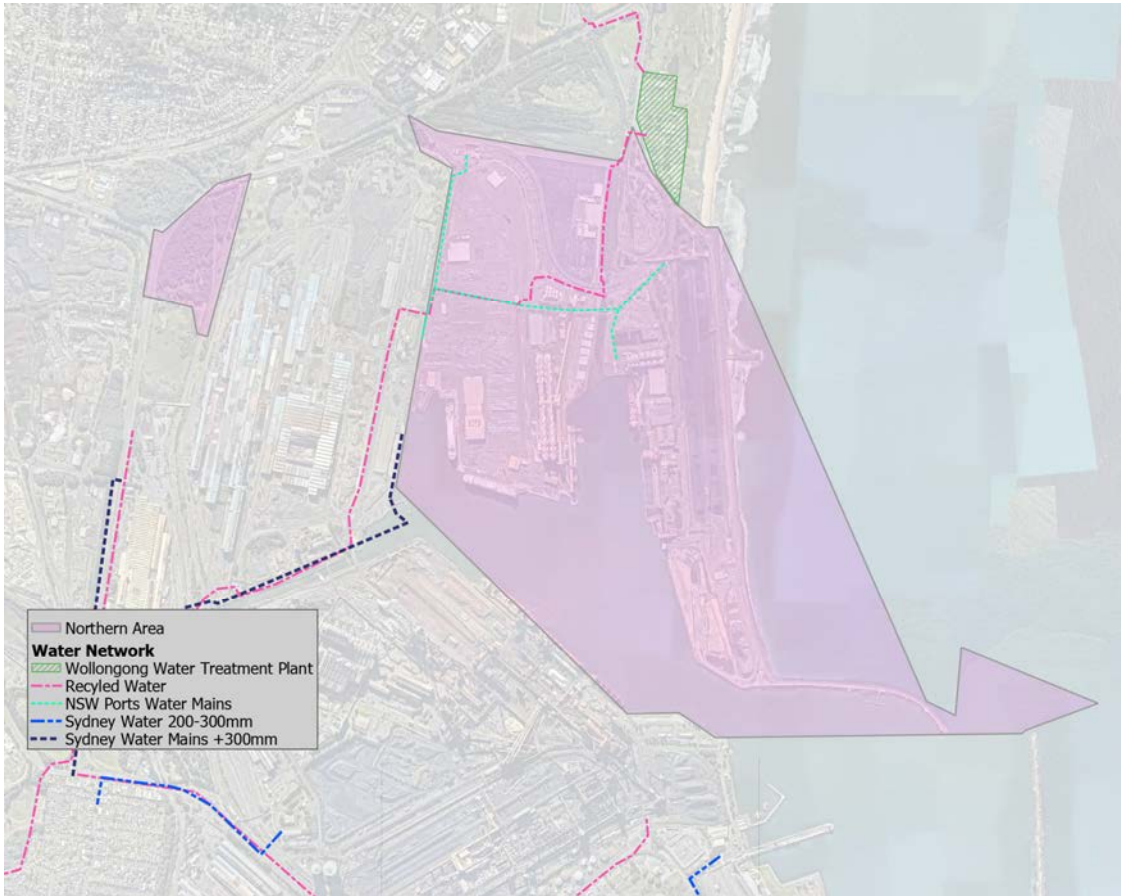 Northern Area
Water Network
Wollongong Water Treatment Plant
Recyled Water
NSW Ports Water Mains
Sydney Water 200-300mm
Sydney Water Mains +300mm